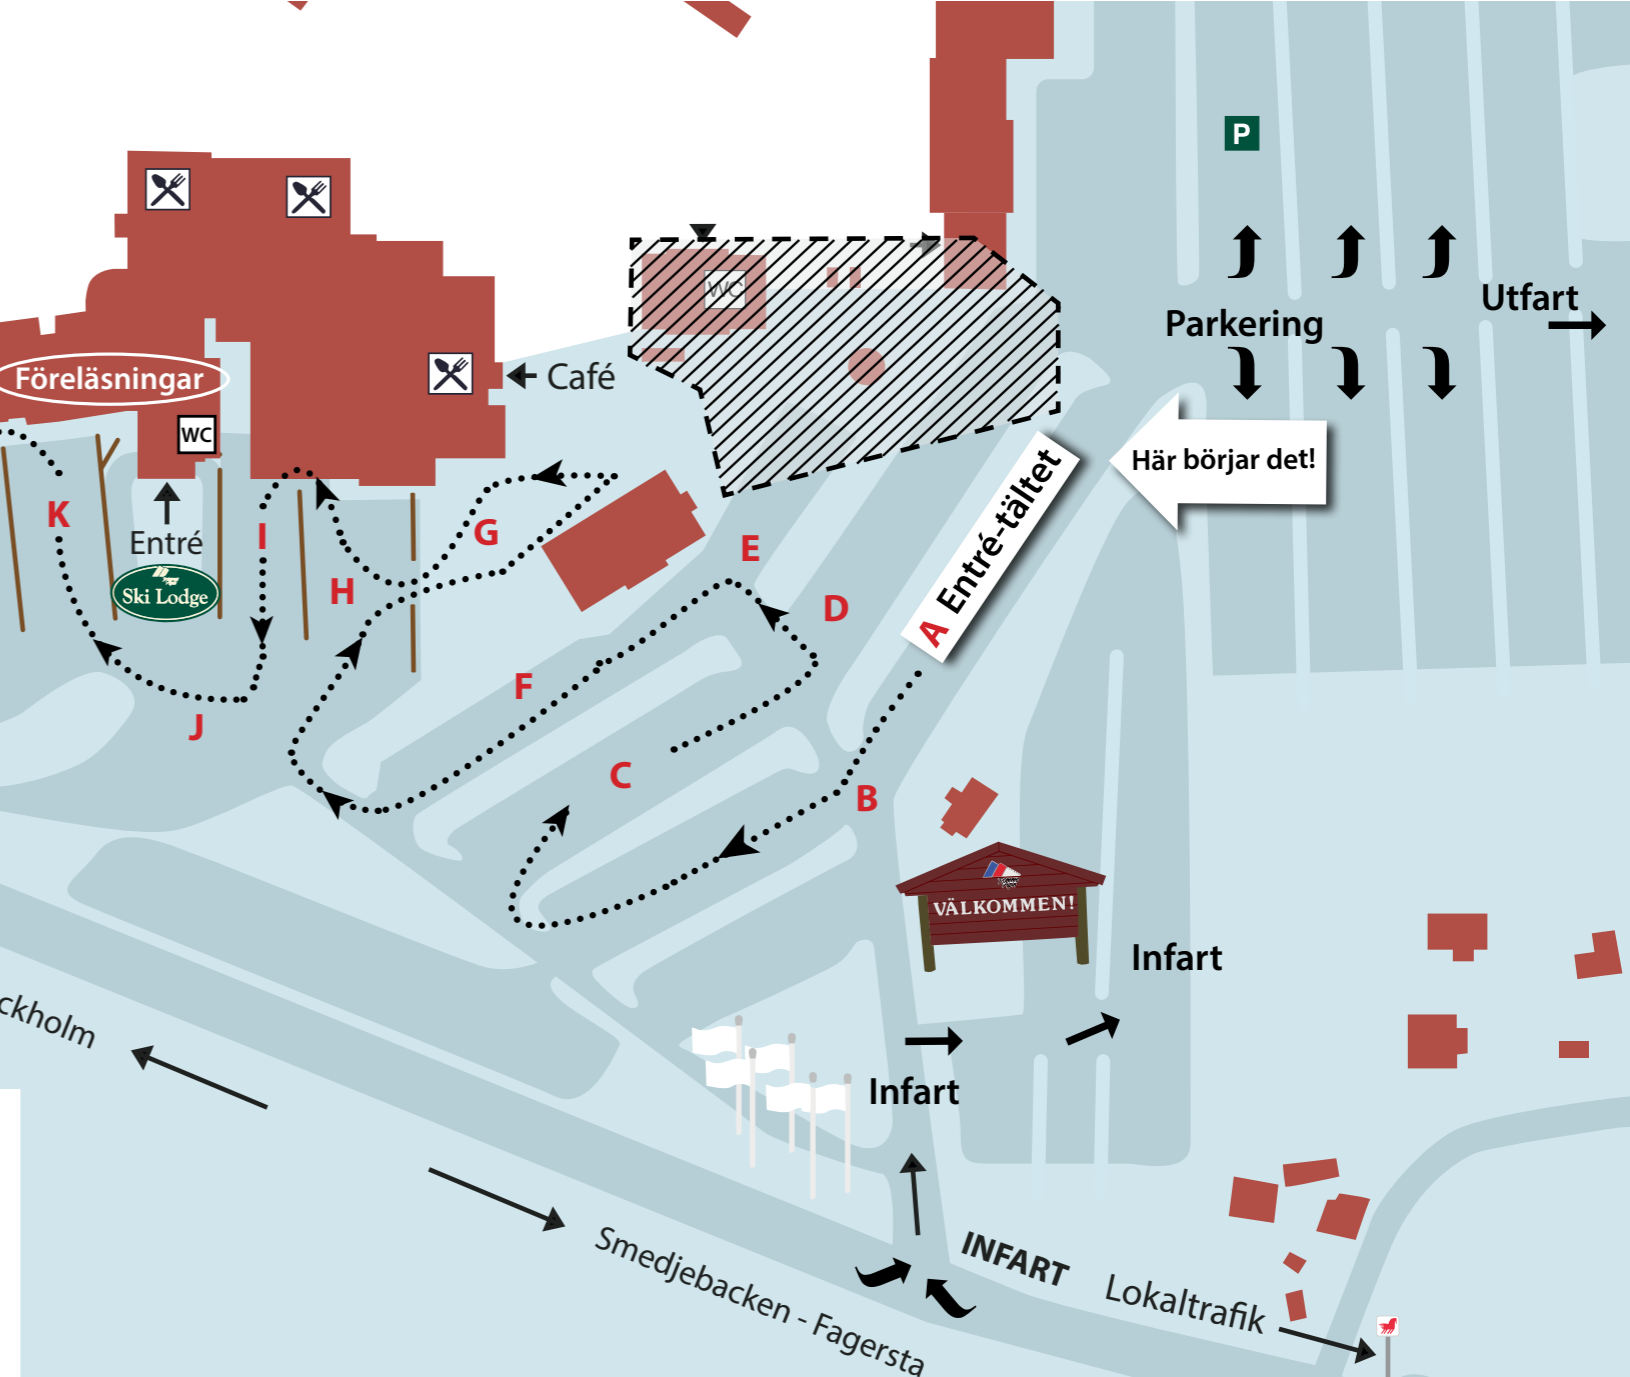 P
WC
Utfart
Parkering
Föreläsningar
Café
WC
Här börjar det!
A Entré-tältet
K
Entré
I
G
H
E
D
Ski Lodge
F
J
C
B
VÄLKOMMEN!
Infart
ckholm
Infart
Smedjebacken - Fagersta
INFART
Lokaltrafik